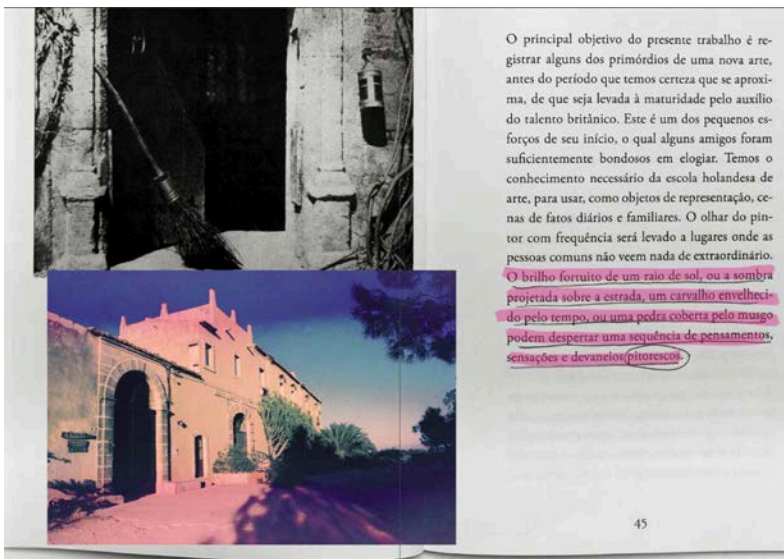 O principal objetivo do presente trabalho é re-
gistrar alguns dos primórdios de uma nova arte,
antes do período que temos certeza que se aproxi-
ma, de que seja levada à maturidade pelo auxílio
do talento britânico. Este é um dos pequenos es-
forços de seu início, o qual alguns amigos foram
suficientemente bondosos em elogiar. Temos o
conhecimento necessário da escola holandesa de
arte, para usar, como objetos de representação, ce-
nas de fatos diários e familiares. O olhar do pin-
tor com frequência será levado a lugares onde as
pessoas comuns não veem nada de extraordinário.
O brilho fortuito de um raio de sol, ou a sombra
projetada sobre a estrada, um carvalho envelheci-
do pelo tempo, ou uma pedra coberta pelo musgo
podem despertar uma sequência de pensamentos,
sensações e devaneios pitorescos.
45